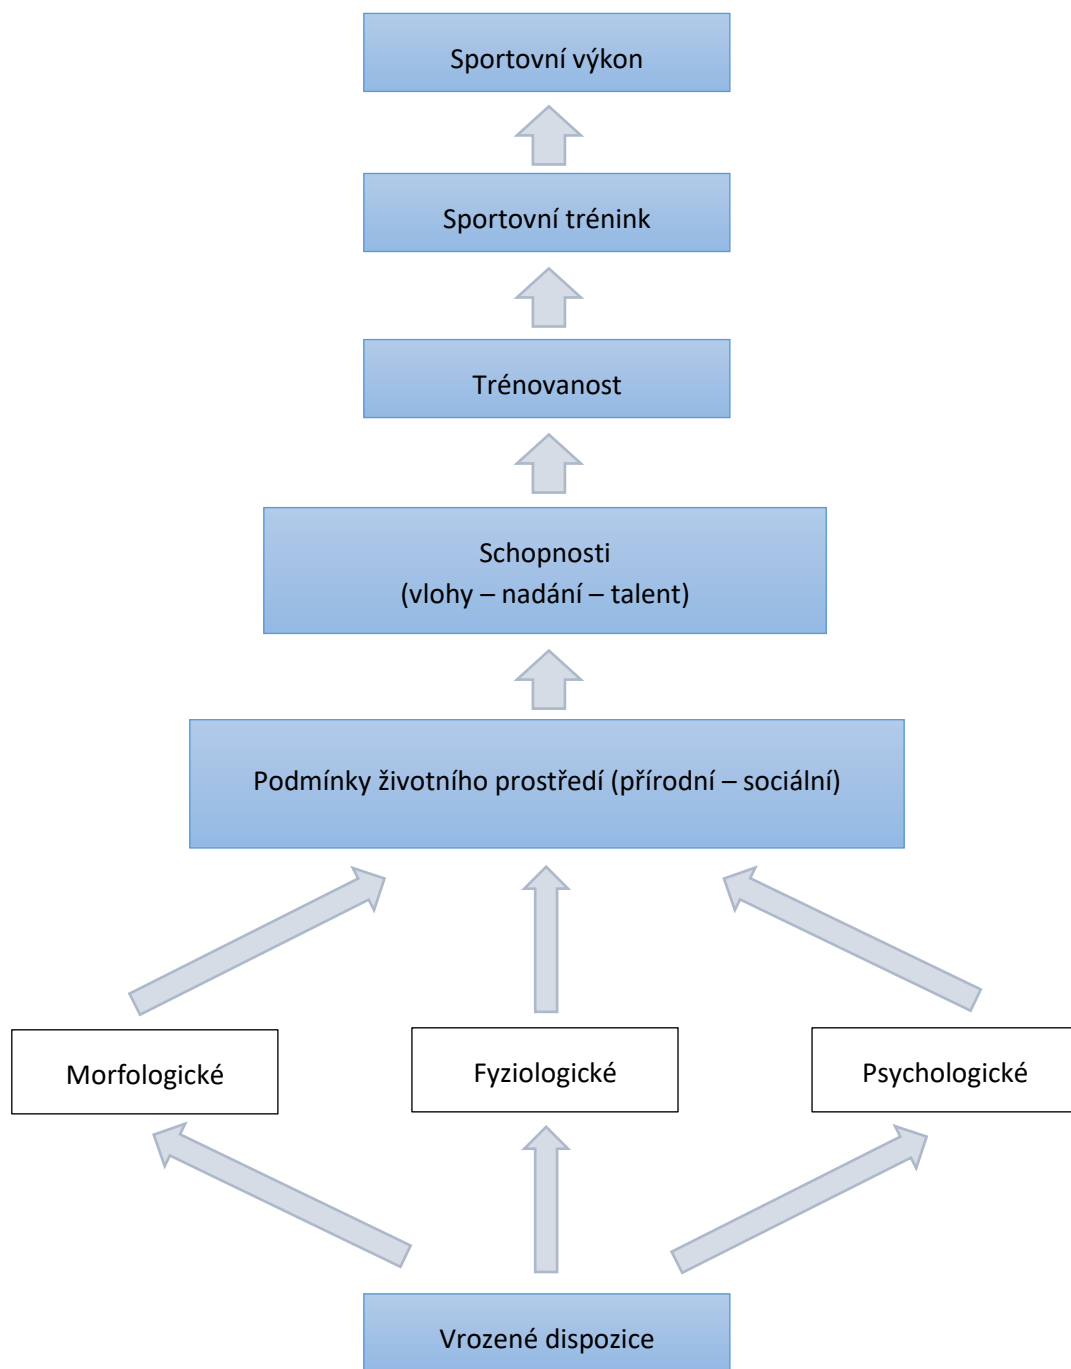 Sportovní výkon
Sportovní trénink
Trénovanost
Schopnosti
(vlohy – nadání – talent)
Podmínky životního prostředí (přírodní – sociální)
Morfologické
Fyziologické
Psychologické
Vrozené dispozice